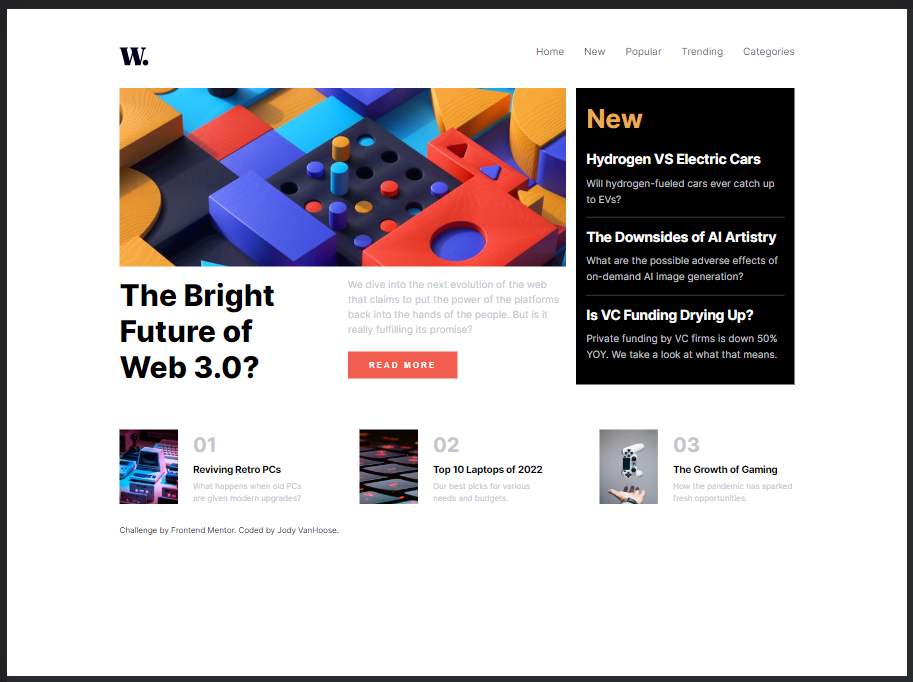 W.
Home New Popular Trending Categories
New
Hydrogen VS Electric Cars
Will hydrogen-fueled cars ever catch up
to EVs?
The Downsides of AI Artistry
What are the possible adverse effects of
on-demand AI image generation?
Is VC Funding Drying Up?
Private funding by VC firms is down 50%
YOY. We take a look at what that means.
The Bright
Future of
Web 3.0?
We dive into the next evolution of the web
that claims to put the power of the platforms
back into the hands of the people. But is it
really fulfilling its promise?
READ MORE
01
Reviving Retro PCs
What happens when old PCs
are given modern upgrades?
02
Top 10 Laptops of 2022
Our best picks for various
needs and budgets.
03
The Growth of Gaming
How the pandemic has sparked
fresh opportunities.
Challenge by Frontend Mentor. Coded by Jody VanHoose.